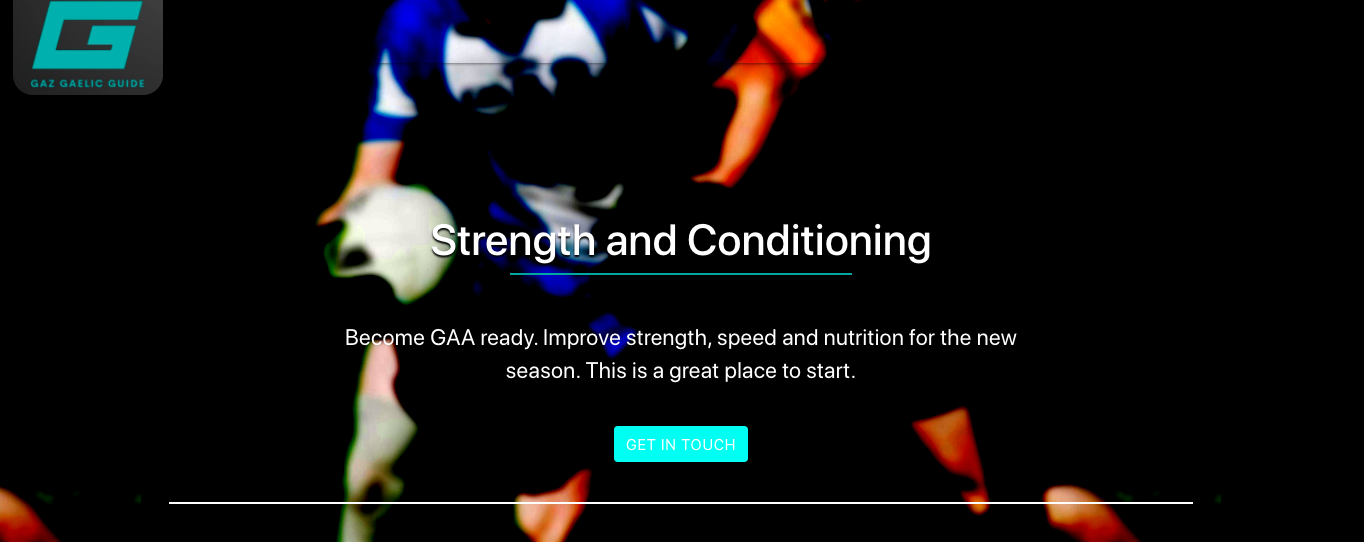 G
GAZ GAELIC GUIDE
Strength and Conditioning
Become GAA ready. Improve strength, speed and nutrition for the new
season. This is a great place to start.
GET IN TOUCH